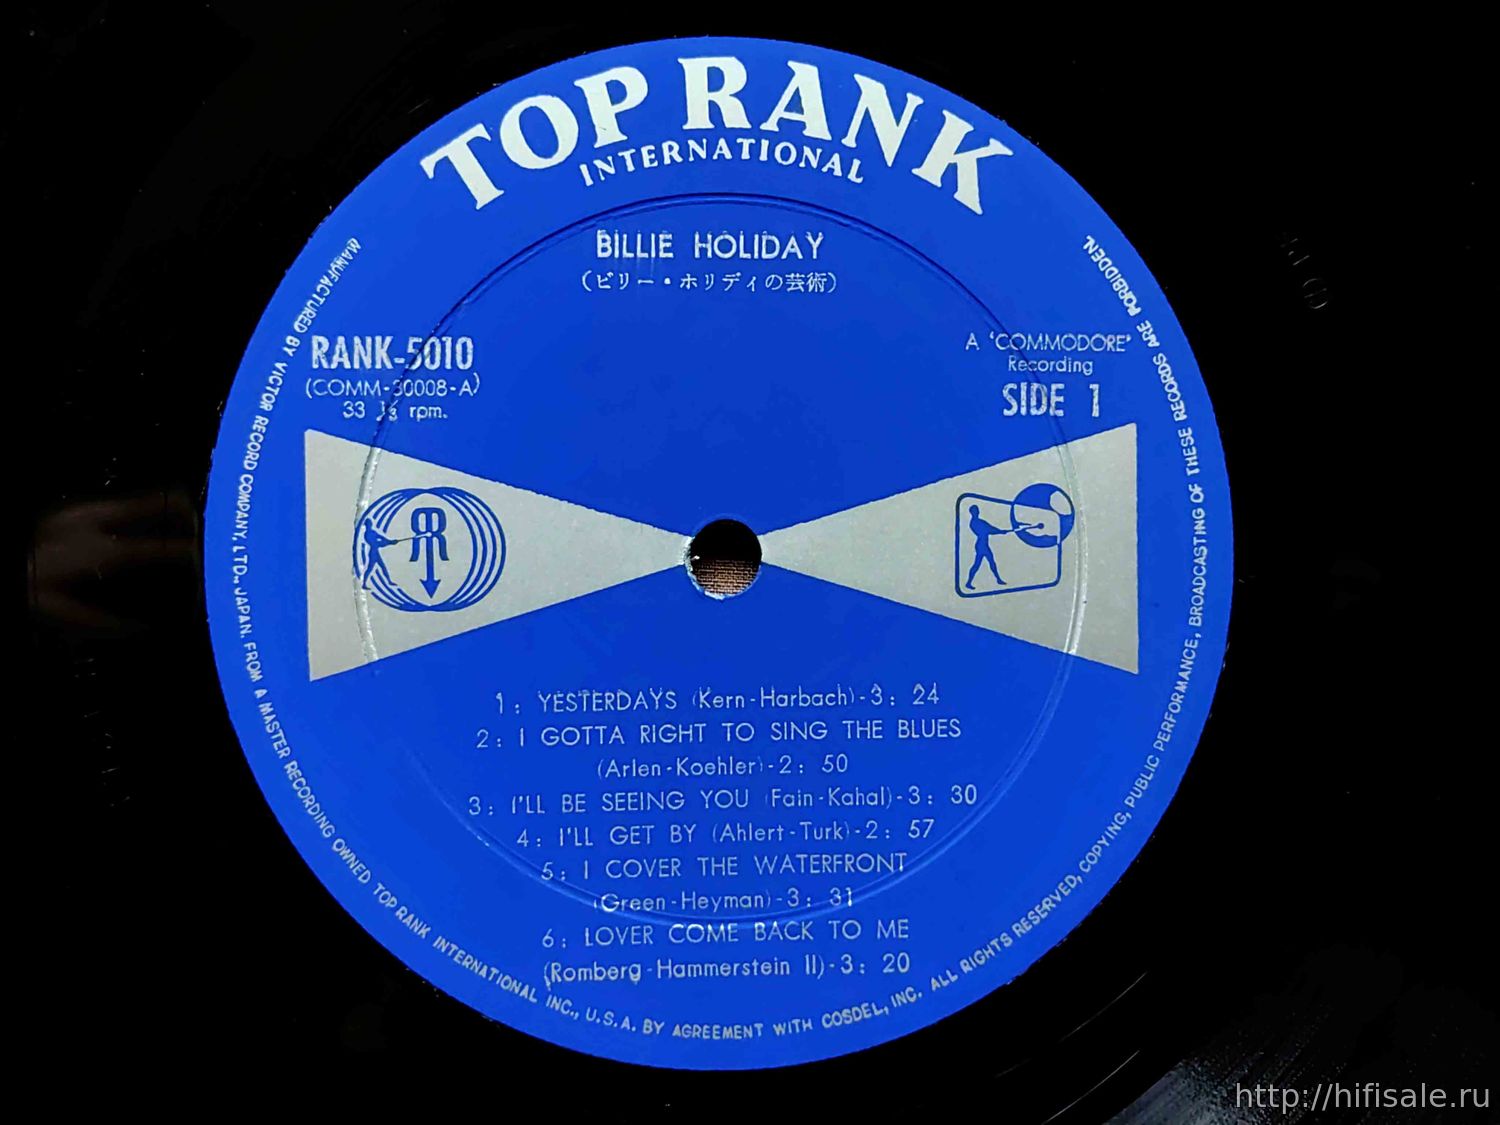 TOP RANK
INTERNATIONAL
BILLIE HOLIDAY
(ビリー・ホリディの芸術)
RANK-5010
(COMM-30008-A)
33 ⅓ rpm.
A 'COMMODORE'
Recording
SIDE 1
1: YESTERDAYS (Kern-Harbach)-3: 24
2: I GOTTA RIGHT TO SING THE BLUES
(Arlen-Koehler)-2: 50
3: I'LL BE SEEING YOU (Fain-Kahal)-3: 30
4: I'LL GET BY (Ahlert-Turk)-2: 57
5: I COVER THE WATERFRONT
(Green-Heyman)-3: 31
6: LOVER COME BACK TO ME
(Romberg-Hammerstein II)-3: 20
MANUFACTURED BY VICTOR RECORD COMPANY, LTD., JAPAN. FROM A MASTER RECORDING OWNED TOP RANK INTERNATIONAL INC., U.S.A. BY AGREEMENT WITH COSDEL, INC. ALL RIGHTS RESERVED, COPYING, PUBLIC PERFORMANCE, BROADCASTING OF THESE RECORDS ARE FORBIDDEN.
http://hifisale.ru